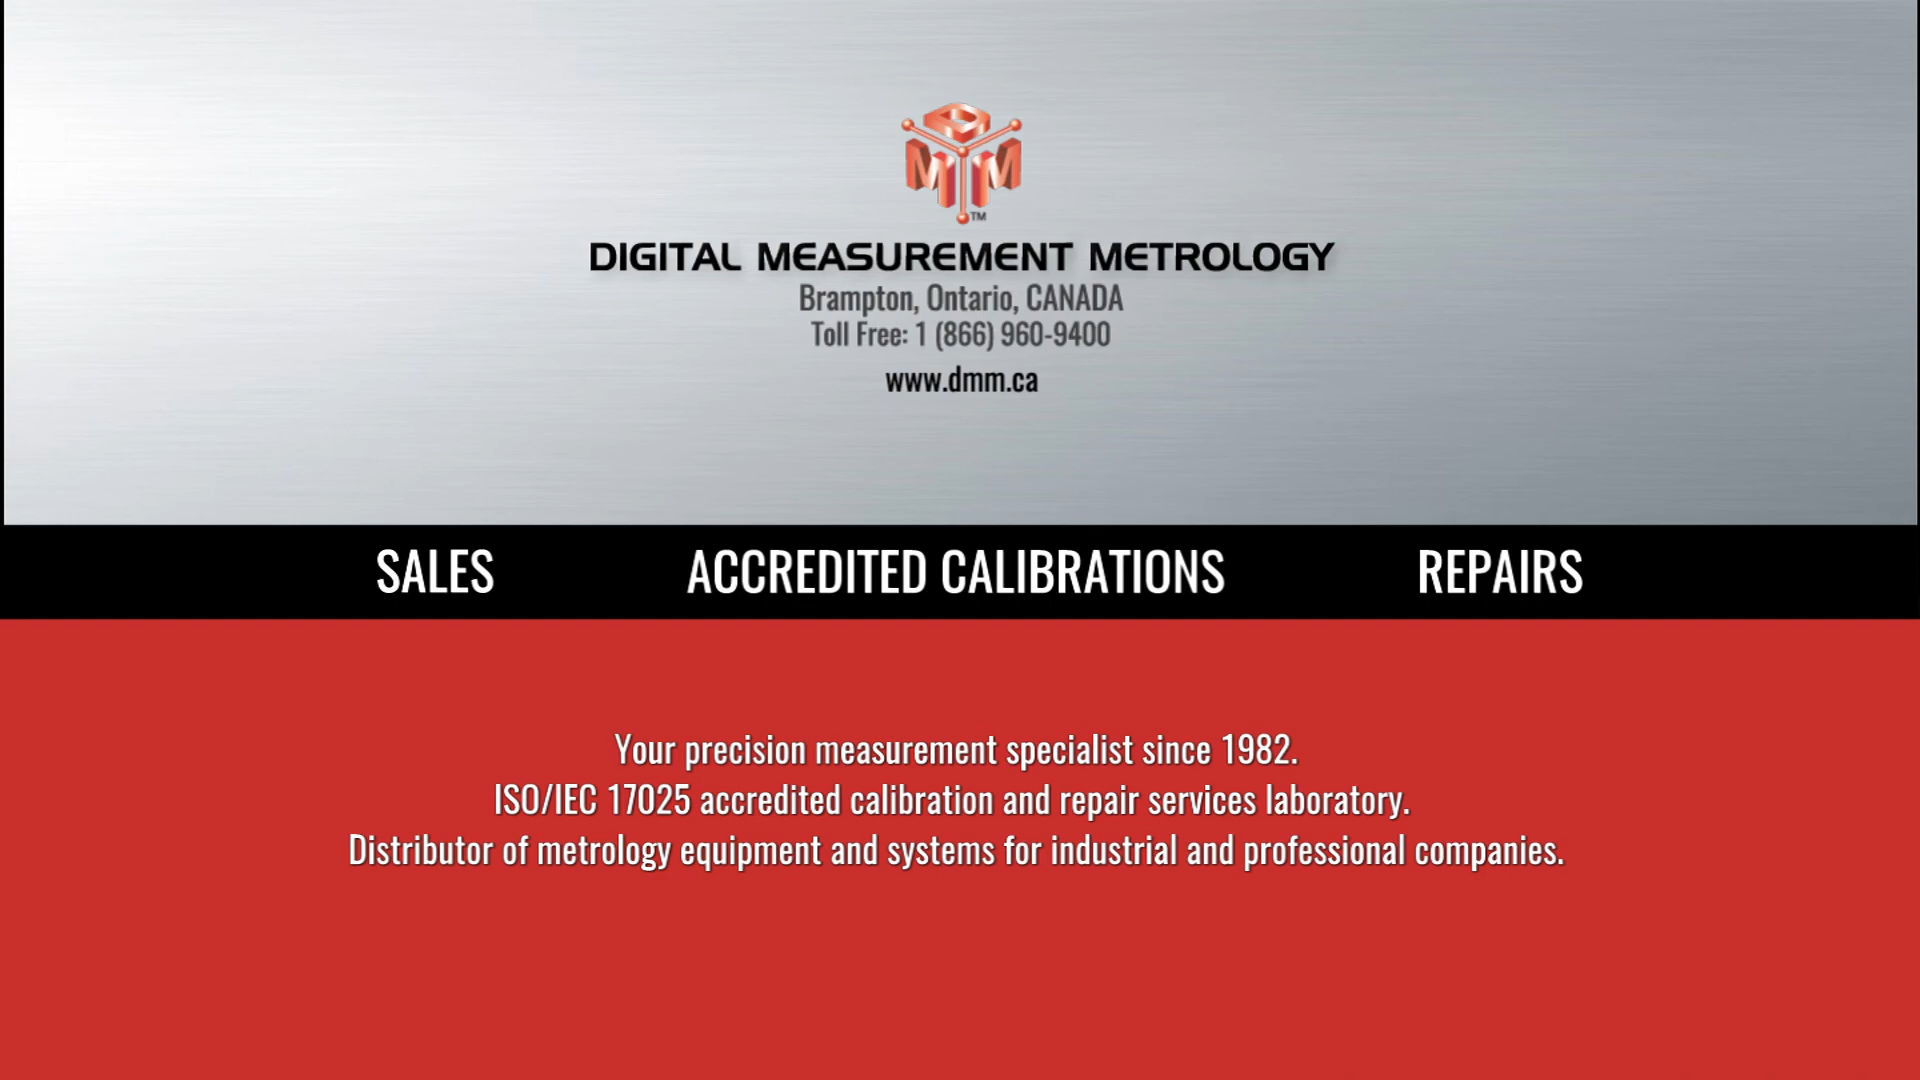 DMM
TM
DIGITAL MEASUREMENT METROLOGY
Brampton, Ontario, CANADA
Toll Free: 1 (866) 960-9400
www.dmm.ca
SALES ACCREDITED CALIBRATIONS REPAIRS
Your precision measurement specialist since 1982.
ISO/IEC 17025 accredited calibration and repair services laboratory.
Distributor of metrology equipment and systems for industrial and professional companies.